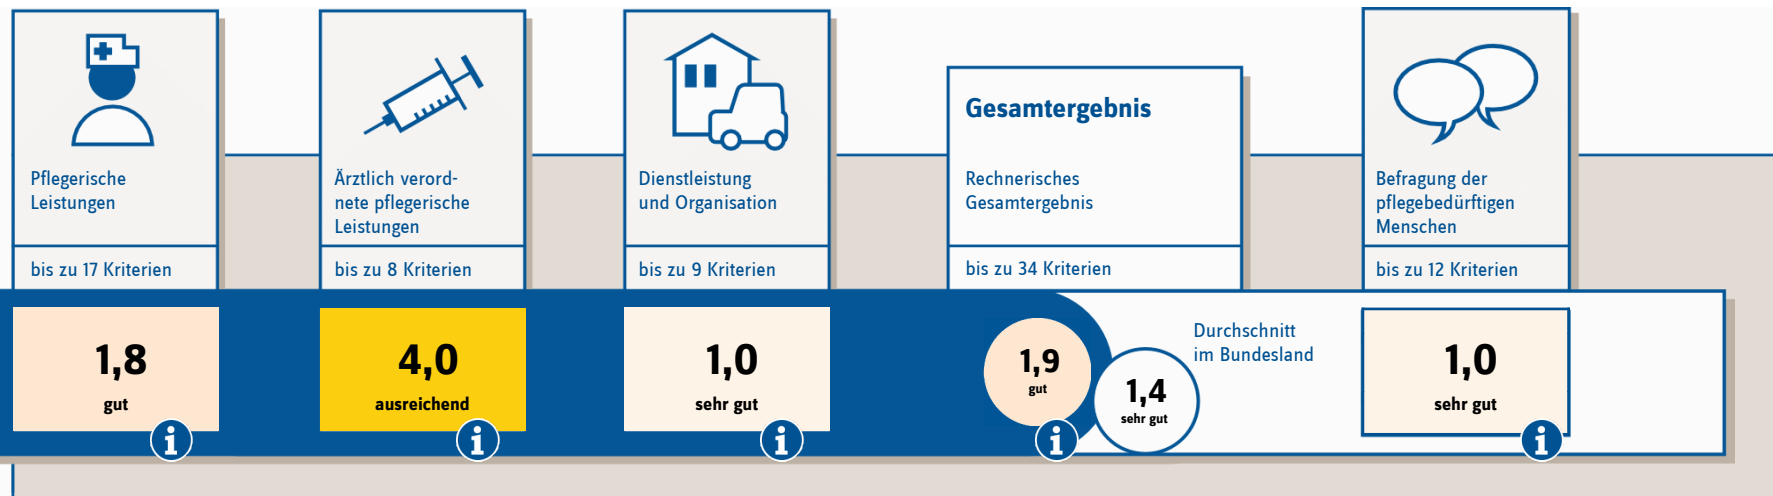 Pflegerische
Leistungen
bis zu 17 Kriterien
1,8
gut
i
Ärztlich verord-
nete pflegerische
Leistungen
bis zu 8 Kriterien
4,0
ausreichend
i
Dienstleistung
und Organisation
bis zu 9 Kriterien
1,0
sehr gut
i
Gesamtergebnis
Rechnerisches
Gesamtergebnis
bis zu 34 Kriterien
1,9
gut
i
Durchschnitt
im Bundesland
1,4
sehr gut
Befragung der
pflegebedürftigen
Menschen
bis zu 12 Kriterien
1,0
sehr gut
i